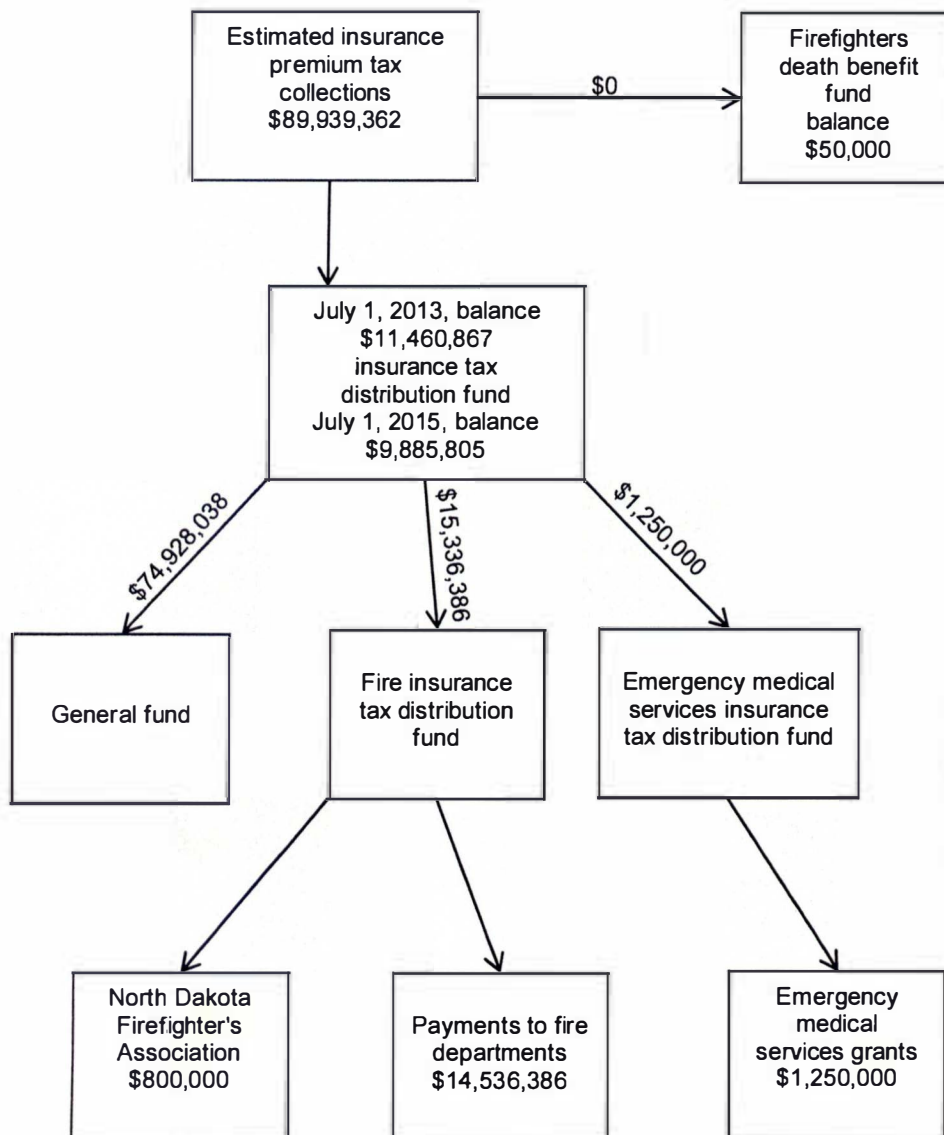 Estimated insurance
premium tax
collections
$89,939,362
$0
Firefighters
death benefit
fund
balance
$50,000
July 1, 2013, balance
$11,460,867
insurance tax
distribution fund
July 1, 2015, balance
$9,885,805
$74,928,038
$15,336,386
$1,250,000
General fund
Fire insurance
tax distribution
fund
Emergency medical
services insurance
tax distribution fund
North Dakota
Firefighter's
Association
$800,000
Payments to fire
departments
$14,536,386
Emergency
medical
services grants
$1,250,000